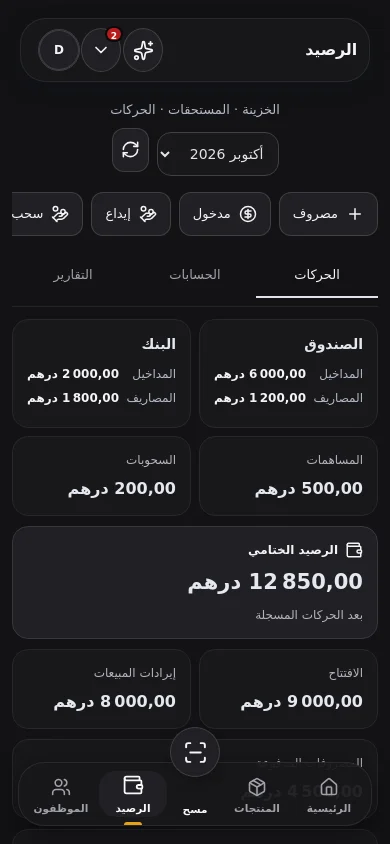 الرصيد
2
D
الخزينة · المستحقات · الحركات
أكتوبر 2026
مصروف
مدخول
إيداع
سحب
الحركات
الحسابات
التقارير
الصندوق
المداخيل 6 000,00 درهم
المصاريف 1 200,00 درهم
البنك
المداخيل 2 000,00 درهم
المصاريف 1 800,00 درهم
المساهمات
500,00 درهم
السحوبات
200,00 درهم
الرصيد الختامي
12 850,00 درهم
بعد الحركات المسجلة
الافتتاح
9 000,00 درهم
إيرادات المبيعات
8 000,00 درهم
الرئيسية
المنتجات
مسح
الرصيد
الموظفون